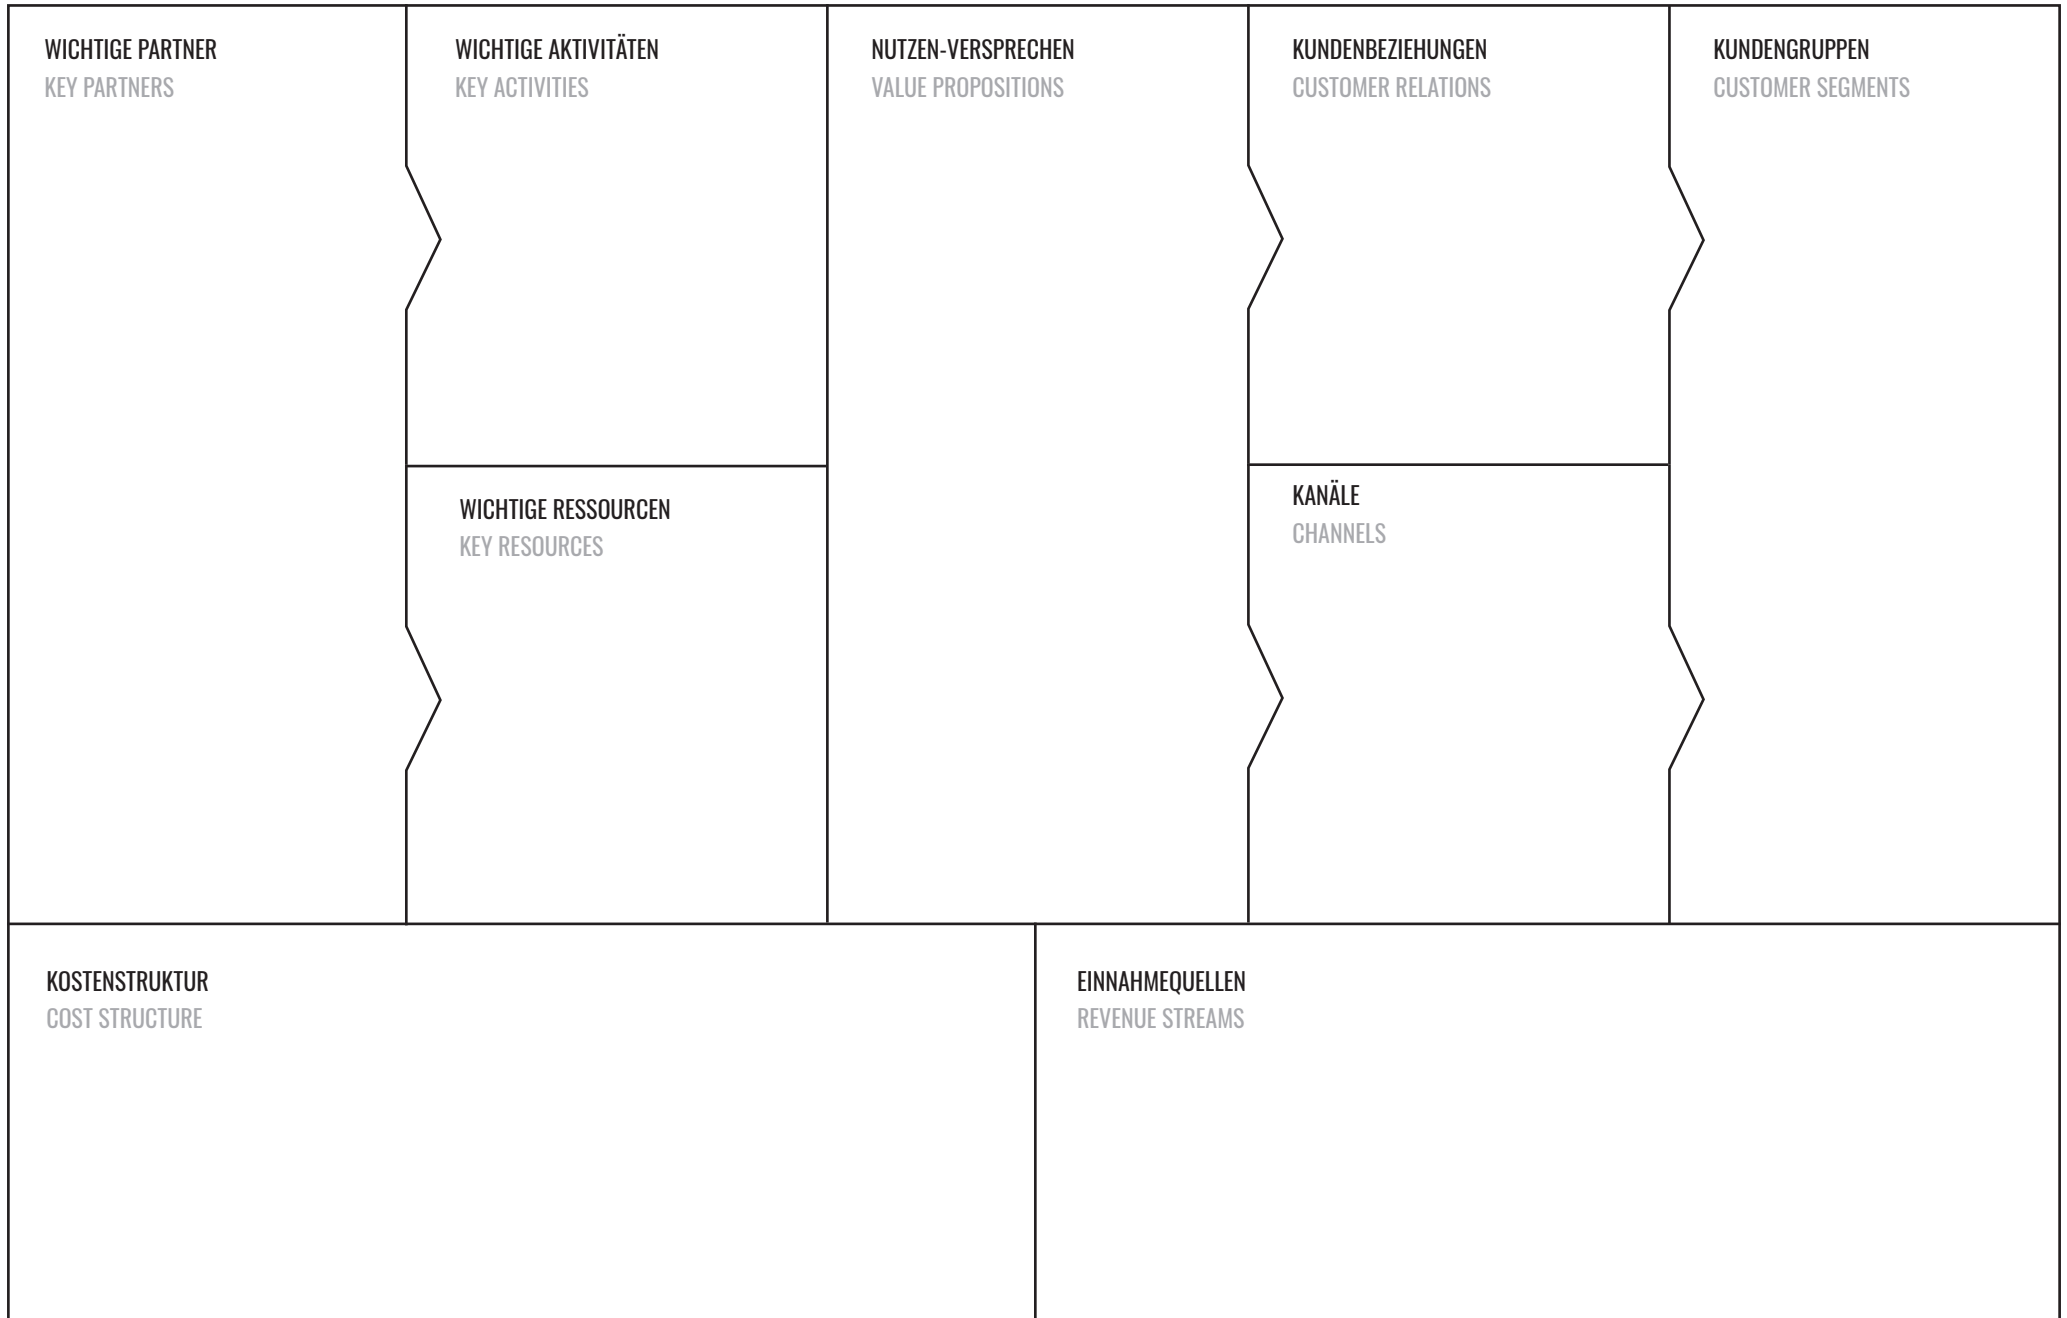 WICHTIGE PARTNER
KEY PARTNERS
WICHTIGE AKTIVITÄTEN
KEY ACTIVITIES
WICHTIGE RESSOURCEN
KEY RESOURCES
NUTZEN-VERSPRECHEN
VALUE PROPOSITIONS
KUNDENBEZIEHUNGEN
CUSTOMER RELATIONS
KANÄLE
CHANNELS
KUNDENGRUPPEN
CUSTOMER SEGMENTS
KOSTENSTRUKTUR
COST STRUCTURE
EINNAHMEQUELLEN
REVENUE STREAMS